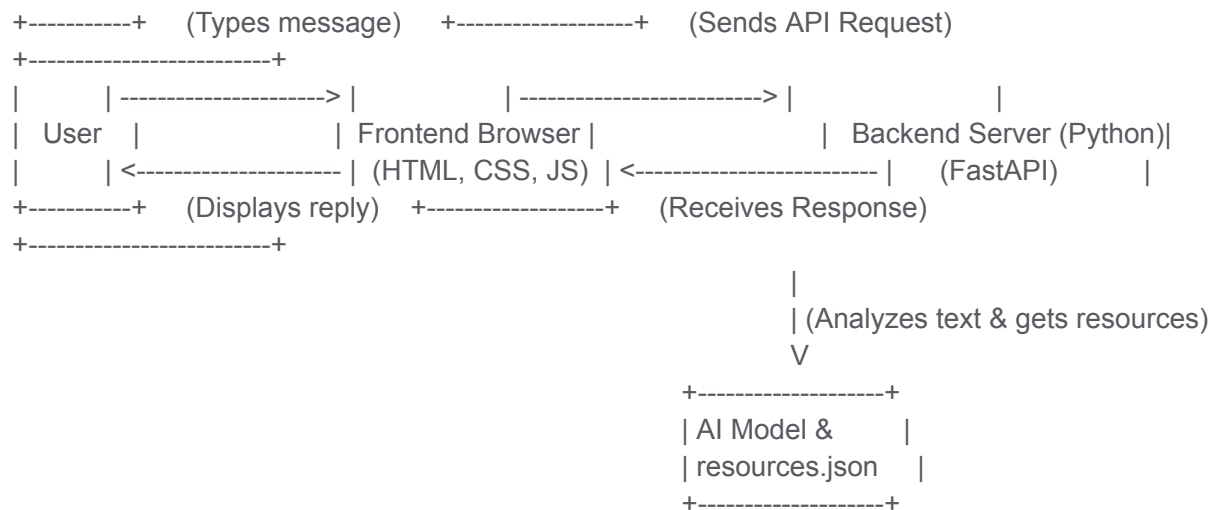 +-----------+ (Types message) +------------------+ (Sends API Request)
+--------------------------+
| | ----------------------> | | --------------------------> | |
| User | | Frontend Browser | | Backend Server (Python)|
| | <---------------------- | (HTML, CSS, JS) | <-------------------------- | (FastAPI) |
+-----------+ (Displays reply) +-------------------+ (Receives Response)
+--------------------------+
|
| (Analyzes text & gets resources)
V
+--------------------+
| AI Model & |
| resources.json |
+--------------------+